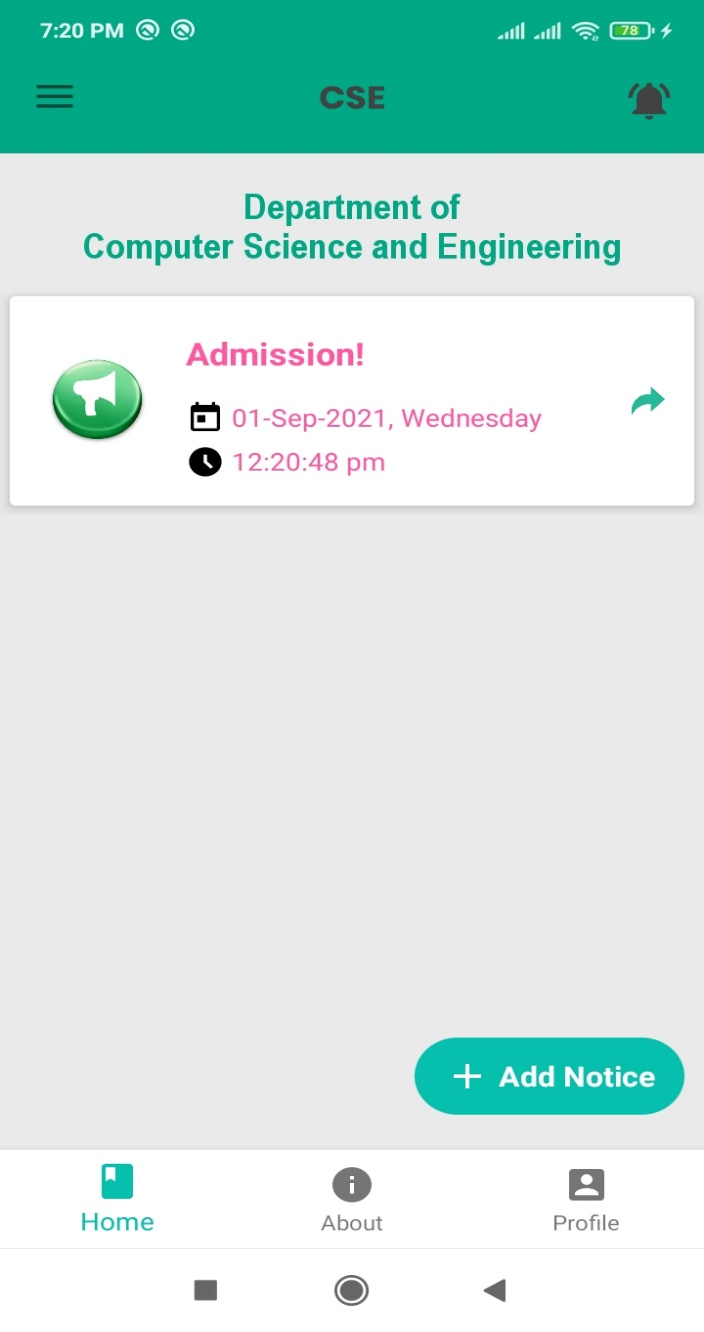 7:20 PM
78
CSE
Department of
Computer Science and Engineering
Admission!
01-Sep-2021, Wednesday
12:20:48 pm
+ Add Notice
Home
About
Profile